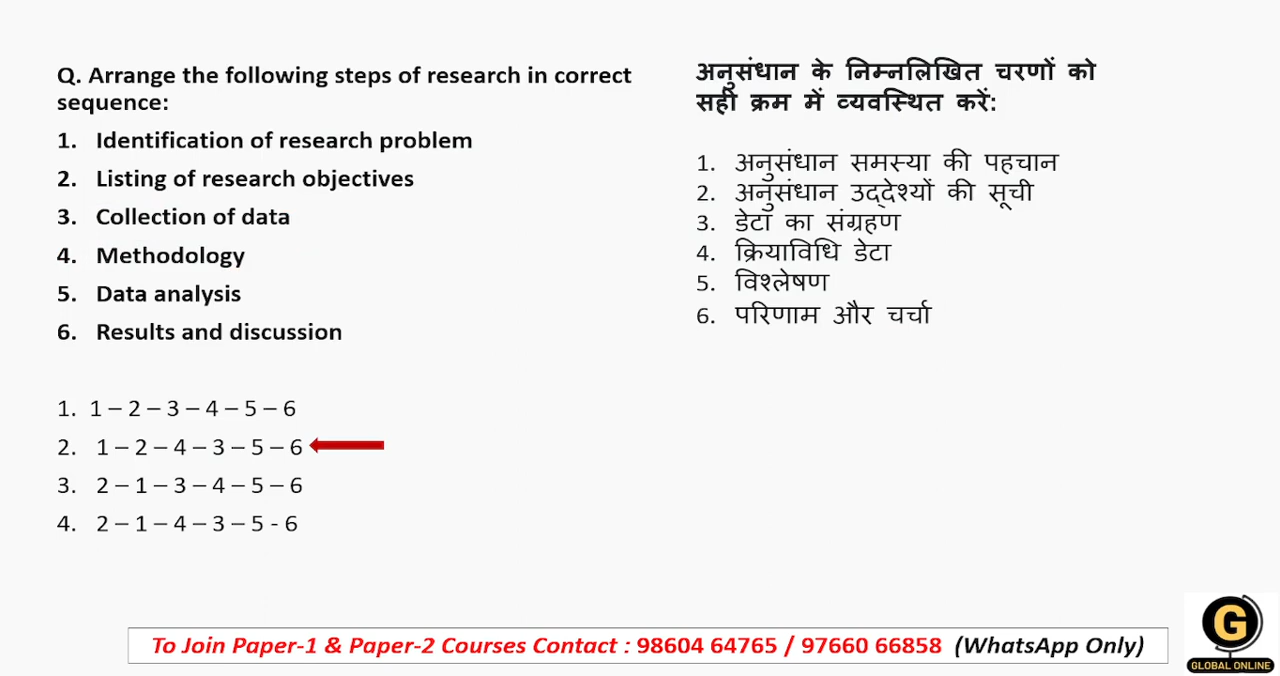 Q. Arrange the following steps of research in correct
sequence:
1. Identification of research problem
2. Listing of research objectives
3. Collection of data
4. Methodology
5. Data analysis
6. Results and discussion
1. 1 – 2 – 3 – 4 – 5 – 6
2. 1 – 2 – 4 – 3 – 5 – 6
3. 2 – 1 – 3 – 4 – 5 – 6
4. 2 – 1 – 4 – 3 – 5 - 6
अनुसंधान के निम्नलिखित चरणों को
सही क्रम में व्यवस्थित करें:
1. अनुसंधान समस्या की पहचान
2. अनुसंधान उद्देश्यों की सूची
3. डेटा का संग्रहण
4. क्रियाविधि डेटा
5. विश्लेषण
6. परिणाम और चर्चा
To Join Paper-1 & Paper-2 Courses Contact : 98604 64765 / 97660 66858 (WhatsApp Only)
G
GLOBAL ONLINE